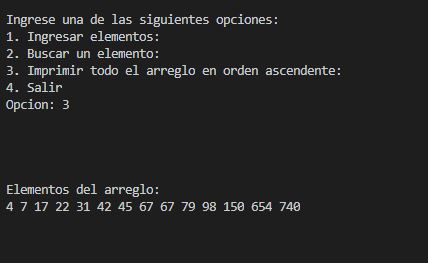 Ingrese una de las siguientes opciones:
1. Ingresar elementos:
2. Buscar un elemento:
3. Imprimir todo el arreglo en orden ascendente:
4. Salir
Opcion: 3
Elementos del arreglo:
4 7 17 22 31 42 45 67 67 79 98 150 654 740